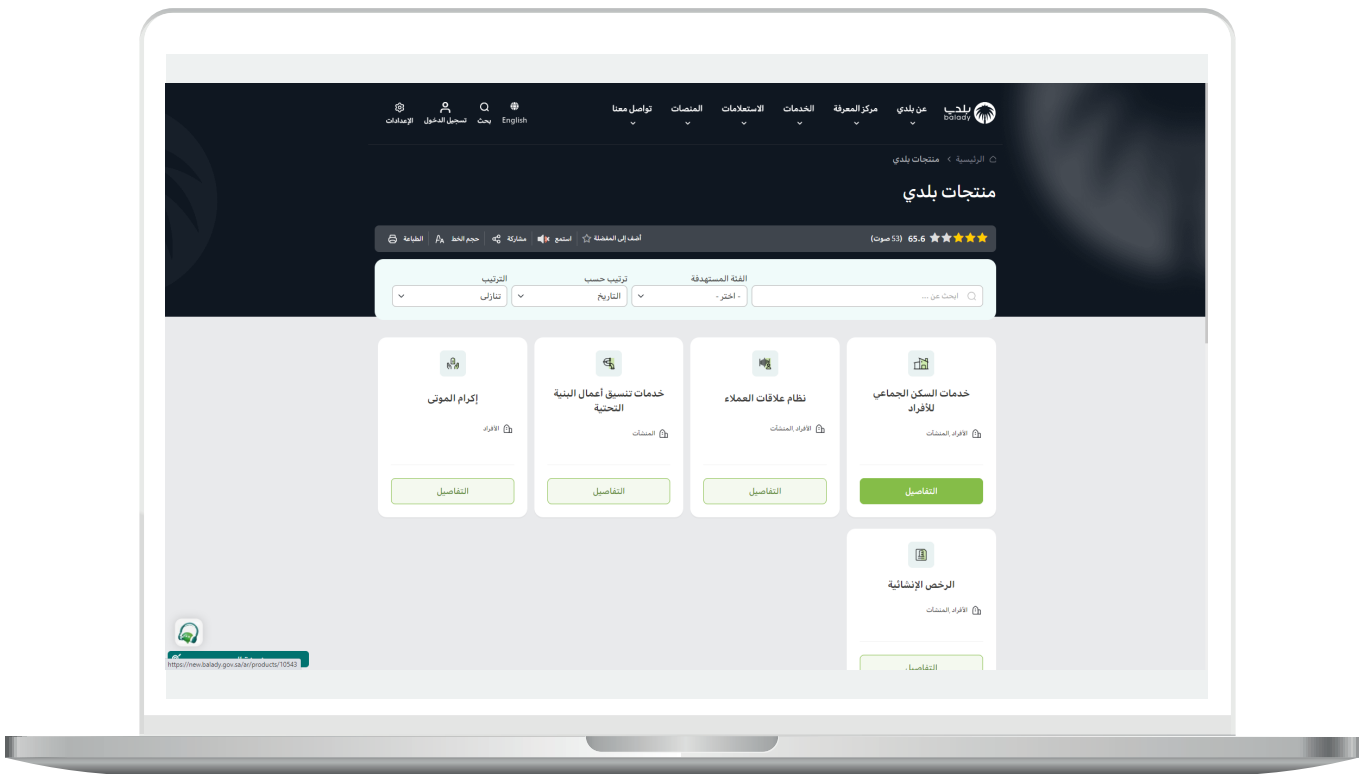 بلدي
balady
عن بلدي
مركز المعرفة
الخدمات
الاستعلامات
المنصات
تواصل معنا
English
بحث
تسجيل الدخول
الإعدادات
الرئيسية > منتجات بلدي
منتجات بلدي
65.6 (53 صوت)
أضف إلى المفضلة
استمع
مشاركة
حجم الخط
الطباعة
الفئة المستهدفة
ترتيب حسب
الترتيب
ابحث عن ...
- اختر -
التاريخ
تنازلى
خدمات السكن الجماعي
للأفراد
الأفراد ,المنشآت
التفاصيل
نظام علاقات العملاء
الأفراد ,المنشآت
التفاصيل
خدمات تنسيق أعمال البنية
التحتية
المنشآت
التفاصيل
إكرام الموتى
الأفراد
التفاصيل
الرخص الإنشائية
الأفراد ,المنشآت
التفاصيل
https://new.balady.gov.sa/ar/products/10543